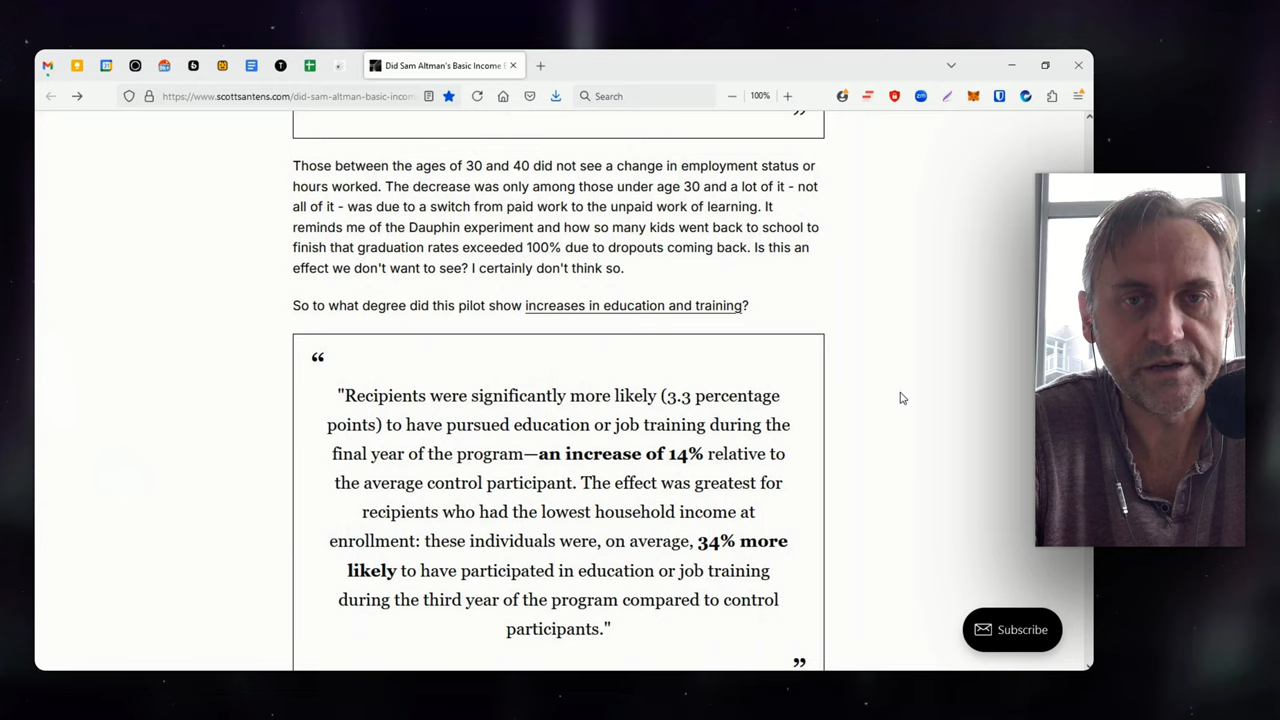 Did Sam Altman's Basic Income E
https://www.scottsantens.com/did-sam-altman-basic-incom
Search
100%
”
Those between the ages of 30 and 40 did not see a change in employment status or
hours worked. The decrease was only among those under age 30 and a lot of it - not
all of it - was due to a switch from paid work to the unpaid work of learning. It
reminds me of the Dauphin experiment and how so many kids went back to school to
finish that graduation rates exceeded 100% due to dropouts coming back. Is this an
effect we don't want to see? I certainly don't think so.
So to what degree did this pilot show increases in education and training?
“
"Recipients were significantly more likely (3.3 percentage
points) to have pursued education or job training during the
final year of the program—an increase of 14% relative to
the average control participant. The effect was greatest for
recipients who had the lowest household income at
enrollment: these individuals were, on average, 34% more
likely to have participated in education or job training
during the third year of the program compared to control
participants."
”
Subscribe